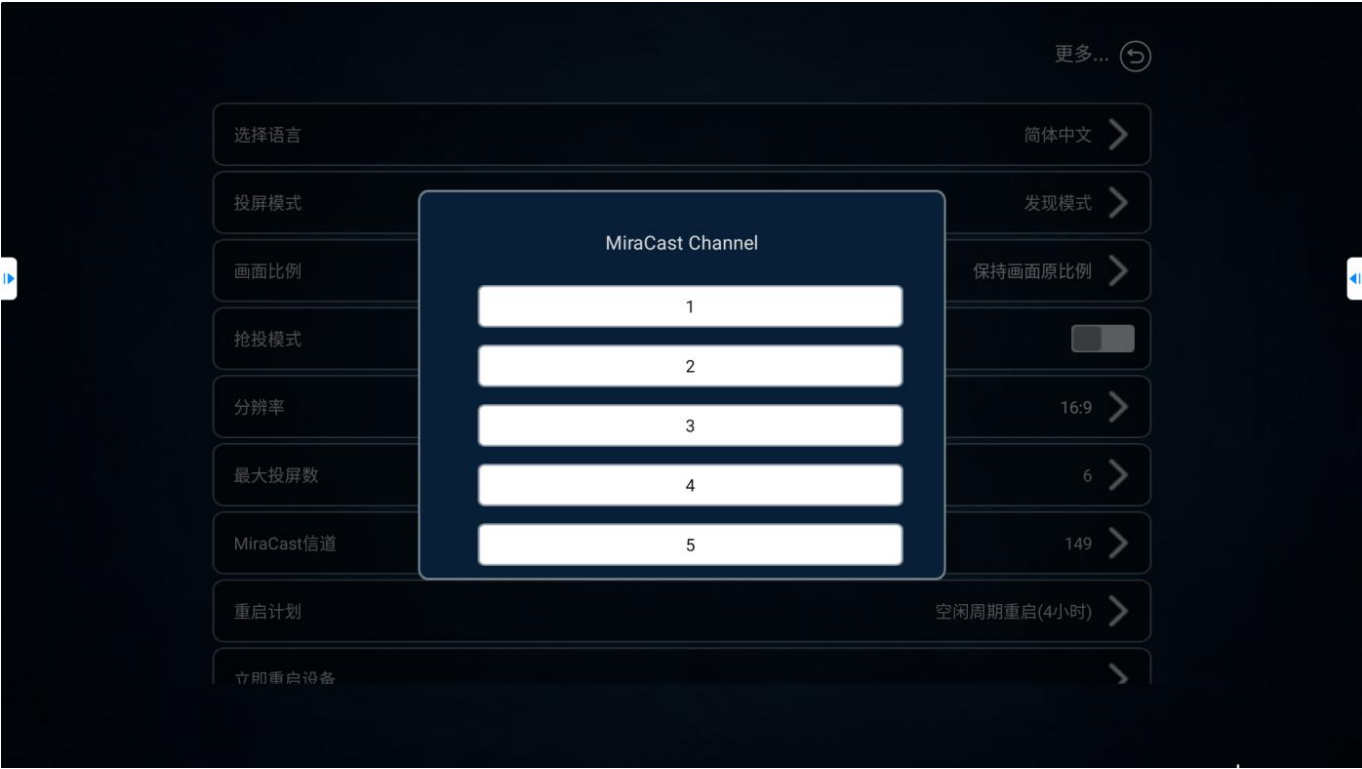 更多...
选择语言 简体中文
投屏模式 发现模式
画面比例 保持画面原比例
抢投模式
分辨率 16:9
最大投屏数 6
MiraCast信道 149
重启计划 空闲周期重启(4小时)
立即重启设备
MiraCast Channel
1
2
3
4
5